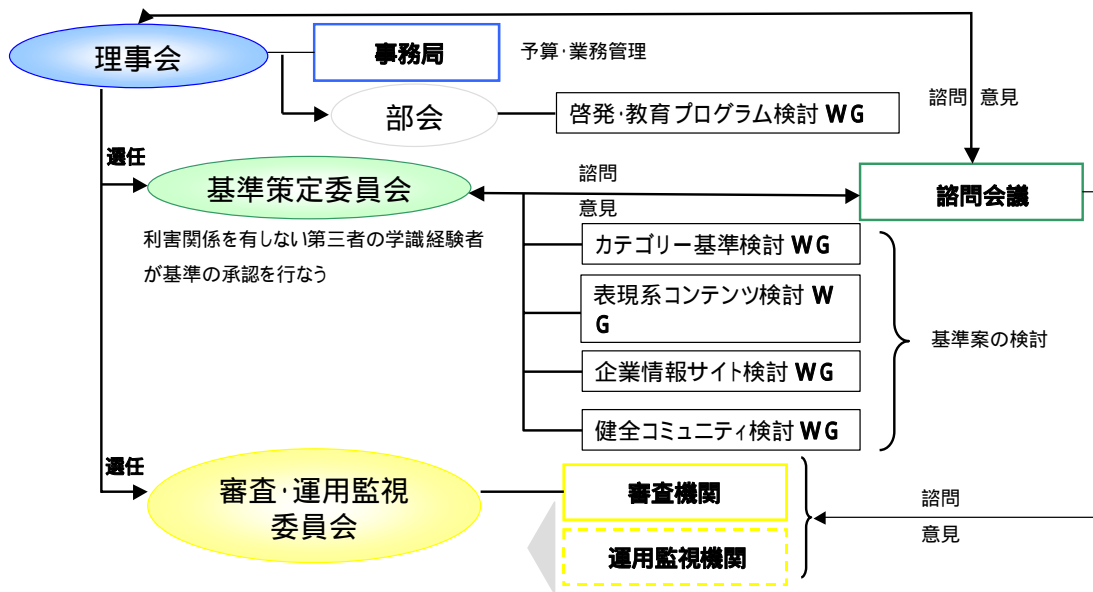 理事会
事務局
予算・業務管理
部会
啓発・教育プログラム検討 WG
諮問 意見
選任
基準策定委員会
利害関係を有しない第三者の学識経験者
が基準の承認を行なう
諮問
意見
諮問会議
カテゴリー基準検討 WG
表現系コンテンツ検討 W
G
企業情報サイト検討 WG
健全コミュニティ検討 WG
基準案の検討
選任
審査・運用監視
委員会
審査機関
運用監視機関
諮問
意見